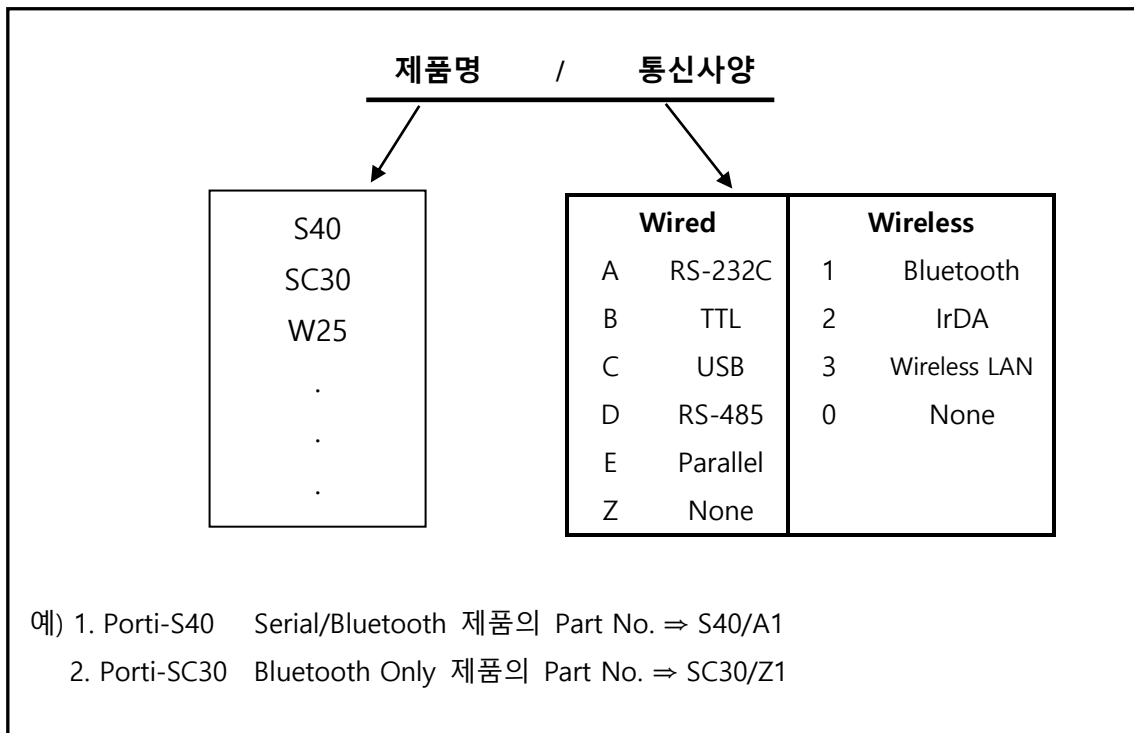 제품명 / 통신사양
S40
SC30
W25
.
.
.
Wired Wireless
A RS-232C 1 Bluetooth
B TTL 2 IrDA
C USB 3 Wireless LAN
D RS-485 0 None
E Parallel
Z None
예) 1. Porti-S40 Serial/Bluetooth 제품의 Part No. ⇒ S40/A1
2. Porti-SC30 Bluetooth Only 제품의 Part No. ⇒ SC30/Z1